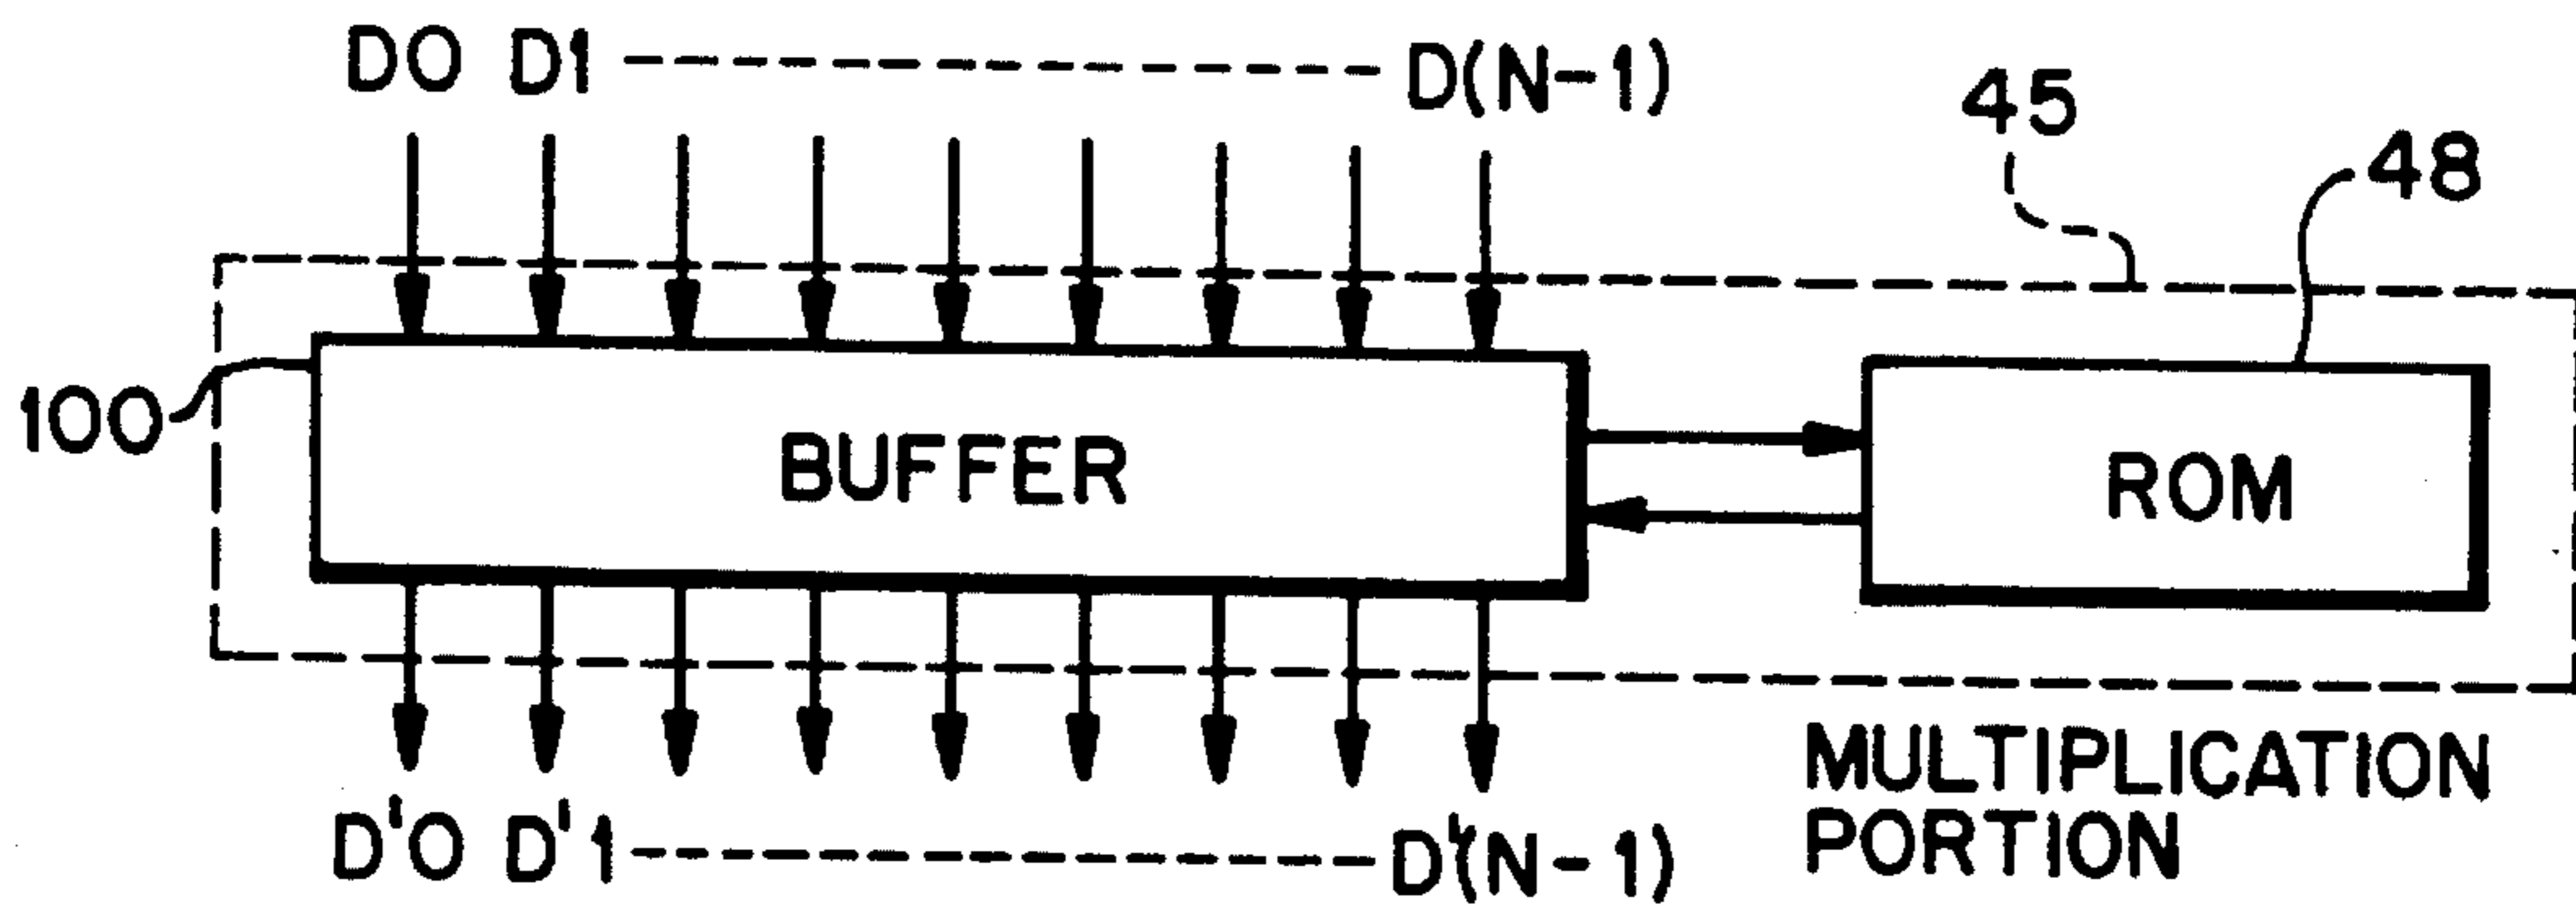 D0 D1 D(N-1)
45
48
100
BUFFER
ROM
D'0 D'1 D'(N-1)
MULTIPLICATION
PORTION